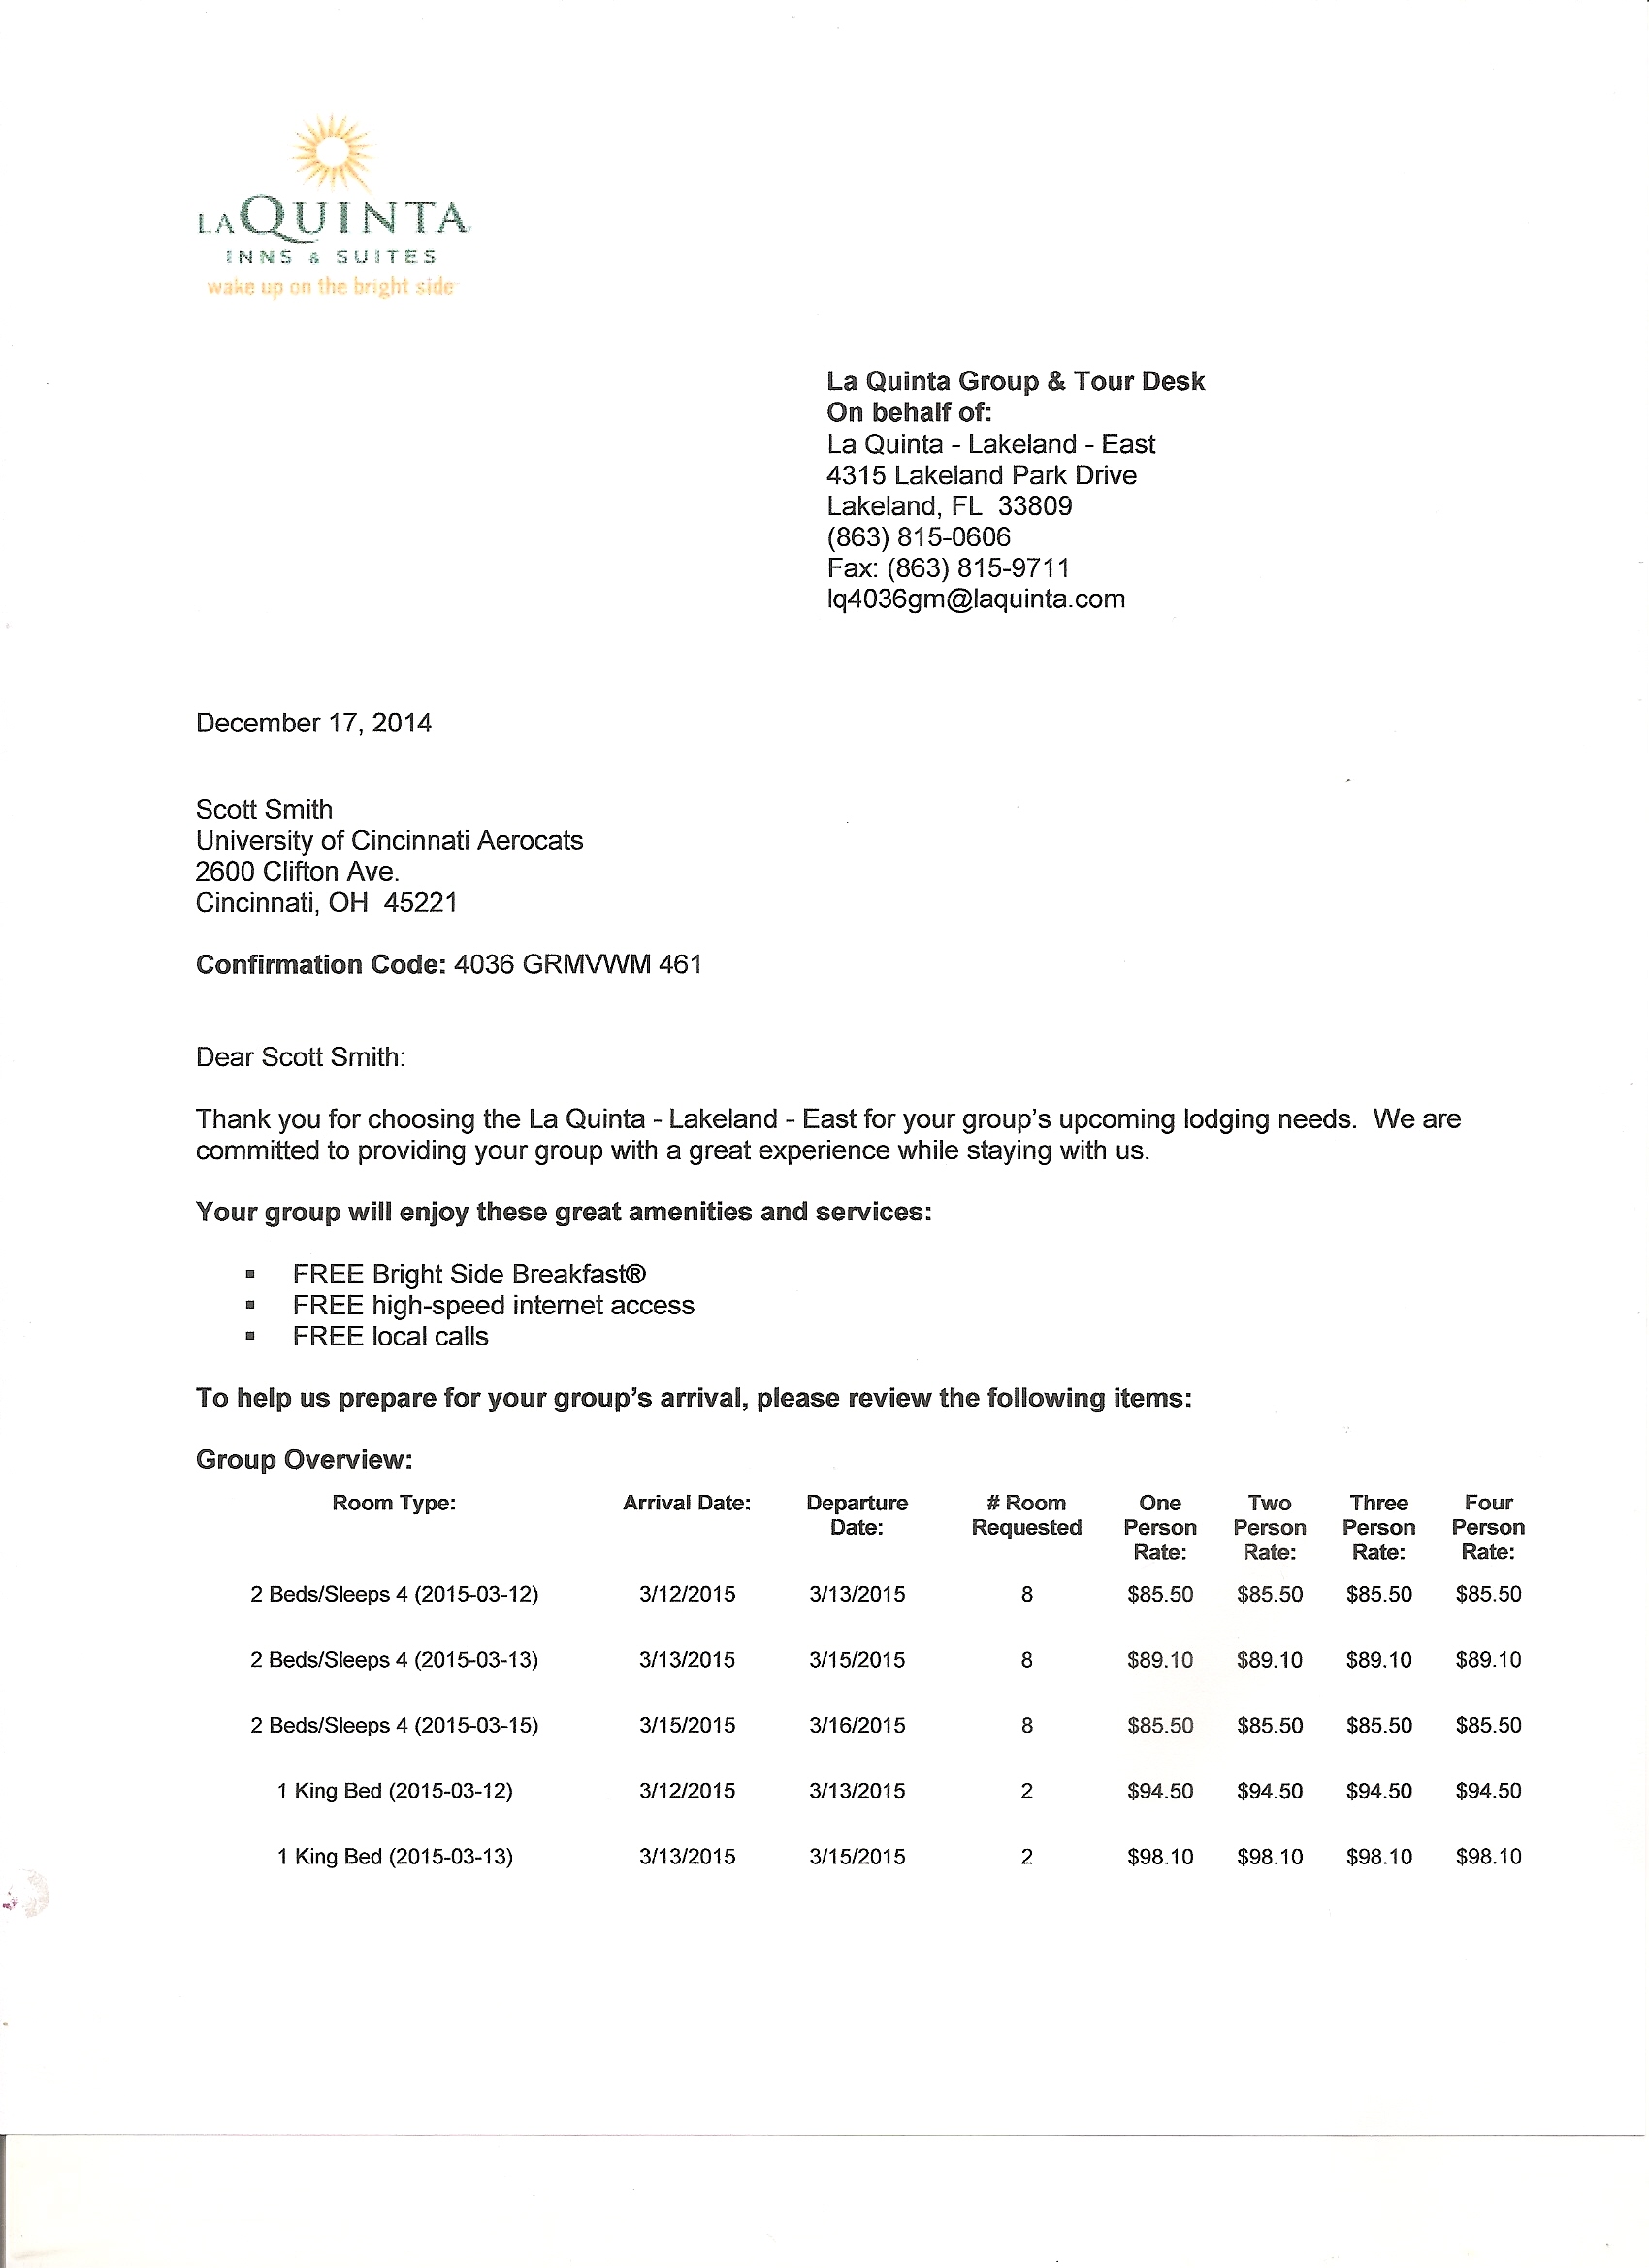 LAQUINTA
INNS & SUITES
wake up on the bright side
La Quinta Group & Tour Desk
On behalf of:
La Quinta - Lakeland - East
4315 Lakeland Park Drive
Lakeland, FL 33809
(863) 815-0606
Fax: (863) 815-9711
lq4036gm@laquinta.com
December 17, 2014
Scott Smith
University of Cincinnati Aerocats
2600 Clifton Ave.
Cincinnati, OH 45221
Confirmation Code: 4036 GRMVWM 461
Dear Scott Smith:
Thank you for choosing the La Quinta - Lakeland - East for your group's upcoming lodging needs. We are
committed to providing your group with a great experience while staying with us.
Your group will enjoy these great amenities and services:
▪ FREE Bright Side Breakfast®
▪ FREE high-speed internet access
▪ FREE local calls
To help us prepare for your group's arrival, please review the following items:
Group Overview:
Room Type: Arrival Date: Departure # Room One Two Three Four
Date: Requested Person Person Person Person
Rate: Rate: Rate: Rate:
2 Beds/Sleeps 4 (2015-03-12) 3/12/2015 3/13/2015 8 $85.50 $85.50 $85.50 $85.50
2 Beds/Sleeps 4 (2015-03-13) 3/13/2015 3/15/2015 8 $89.10 $89.10 $89.10 $89.10
2 Beds/Sleeps 4 (2015-03-15) 3/15/2015 3/16/2015 8 $85.50 $85.50 $85.50 $85.50
1 King Bed (2015-03-12) 3/12/2015 3/13/2015 2 $94.50 $94.50 $94.50 $94.50
1 King Bed (2015-03-13) 3/13/2015 3/15/2015 2 $98.10 $98.10 $98.10 $98.10